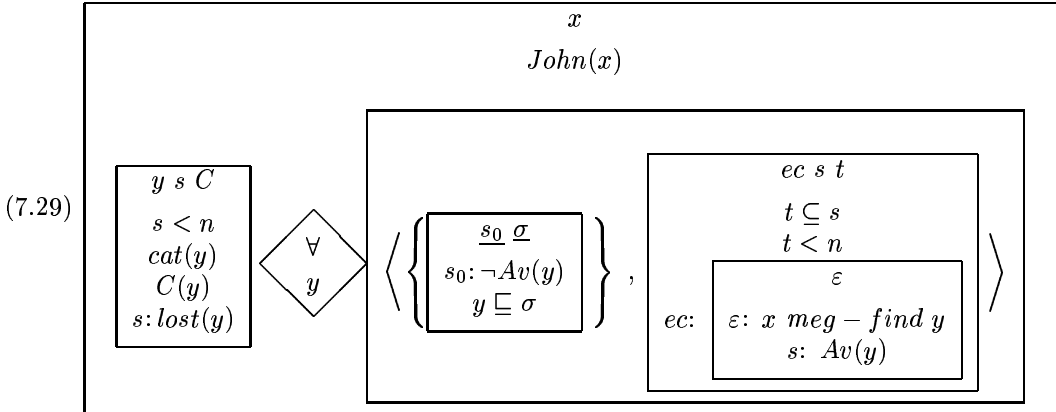 x
John(x)
(7.29)
y s C
s < n
cat(y)
C(y)
s: lost(y)
∀
y
⟨ { s₀ σ
s₀: ¬Av(y)
y ⊑ σ } ,
ec s t
t ⊆ s
t < n
ec:
ε
ε: x meg − find y
s: Av(y) ⟩